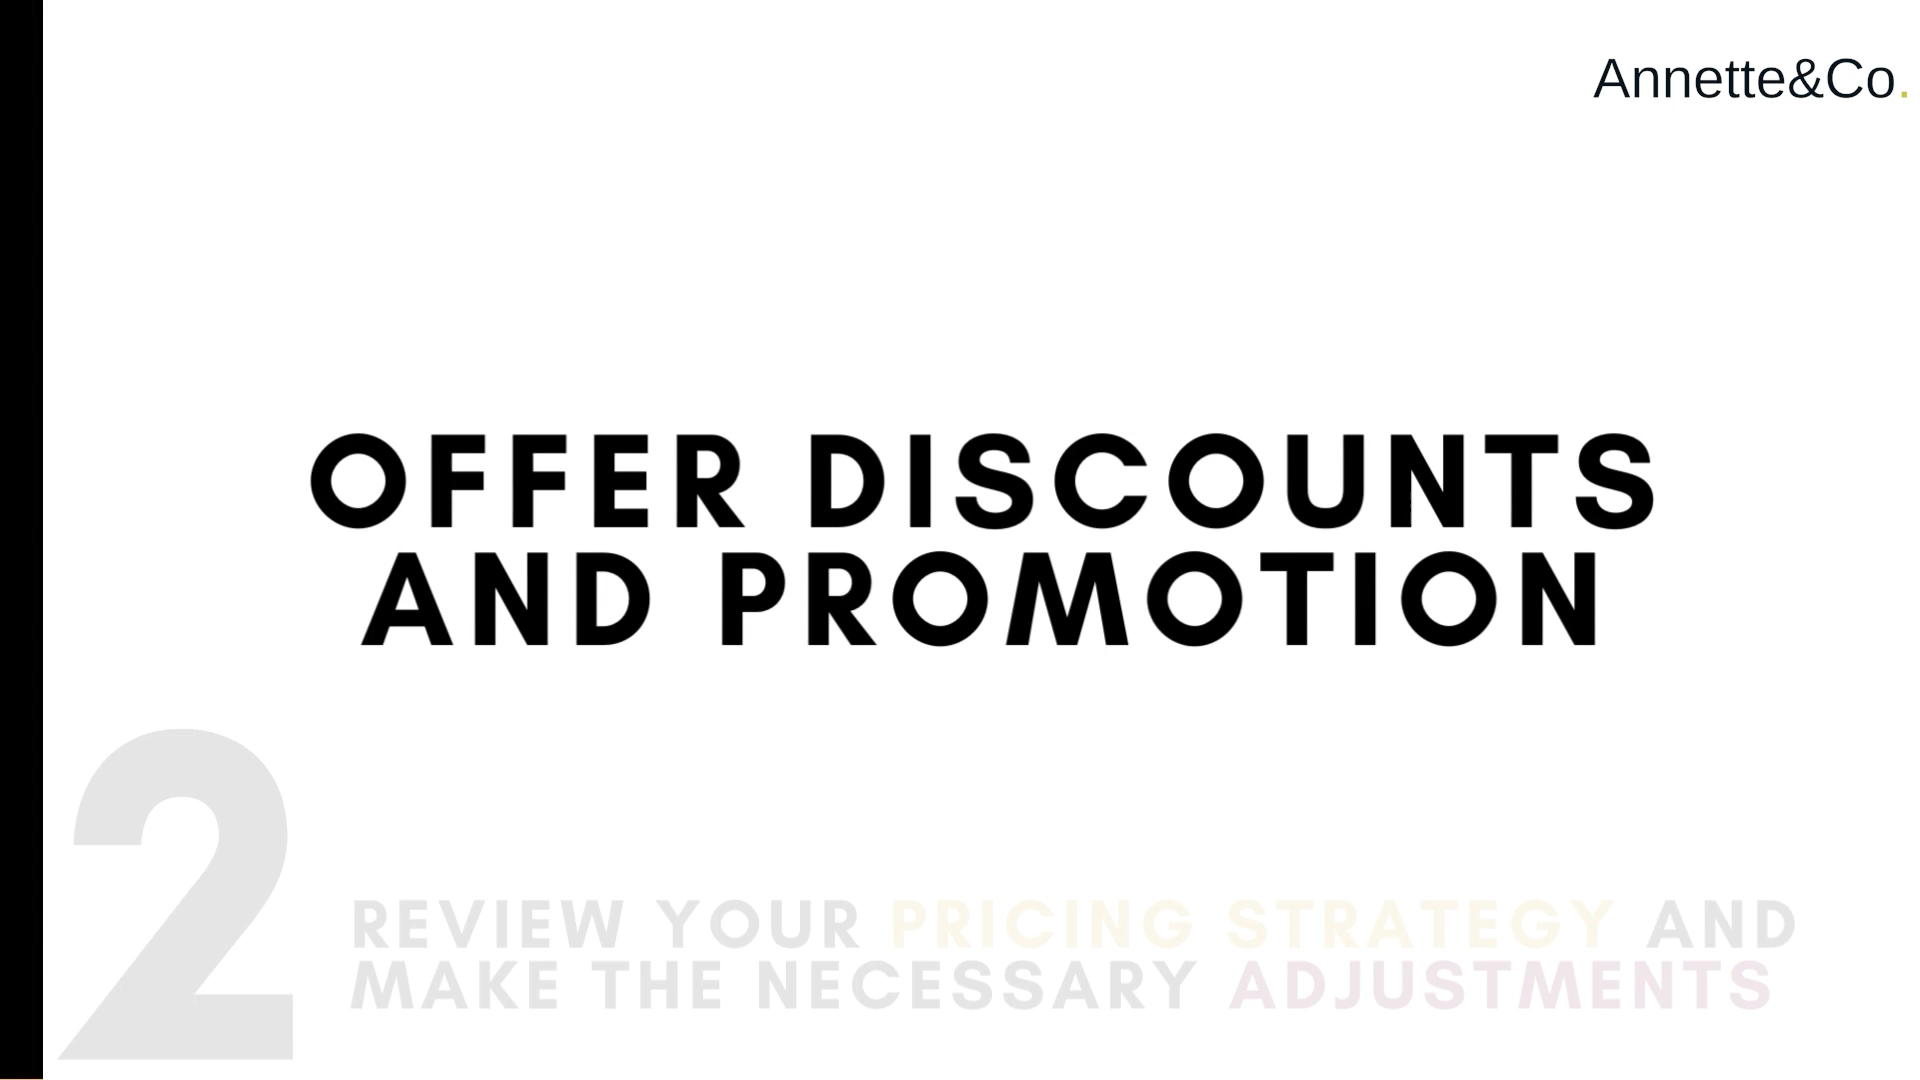 Annette&Co.
OFFER DISCOUNTS
AND PROMOTION
2
REVIEW YOUR PRICING STRATEGY AND
MAKE THE NECESSARY ADJUSTMENTS